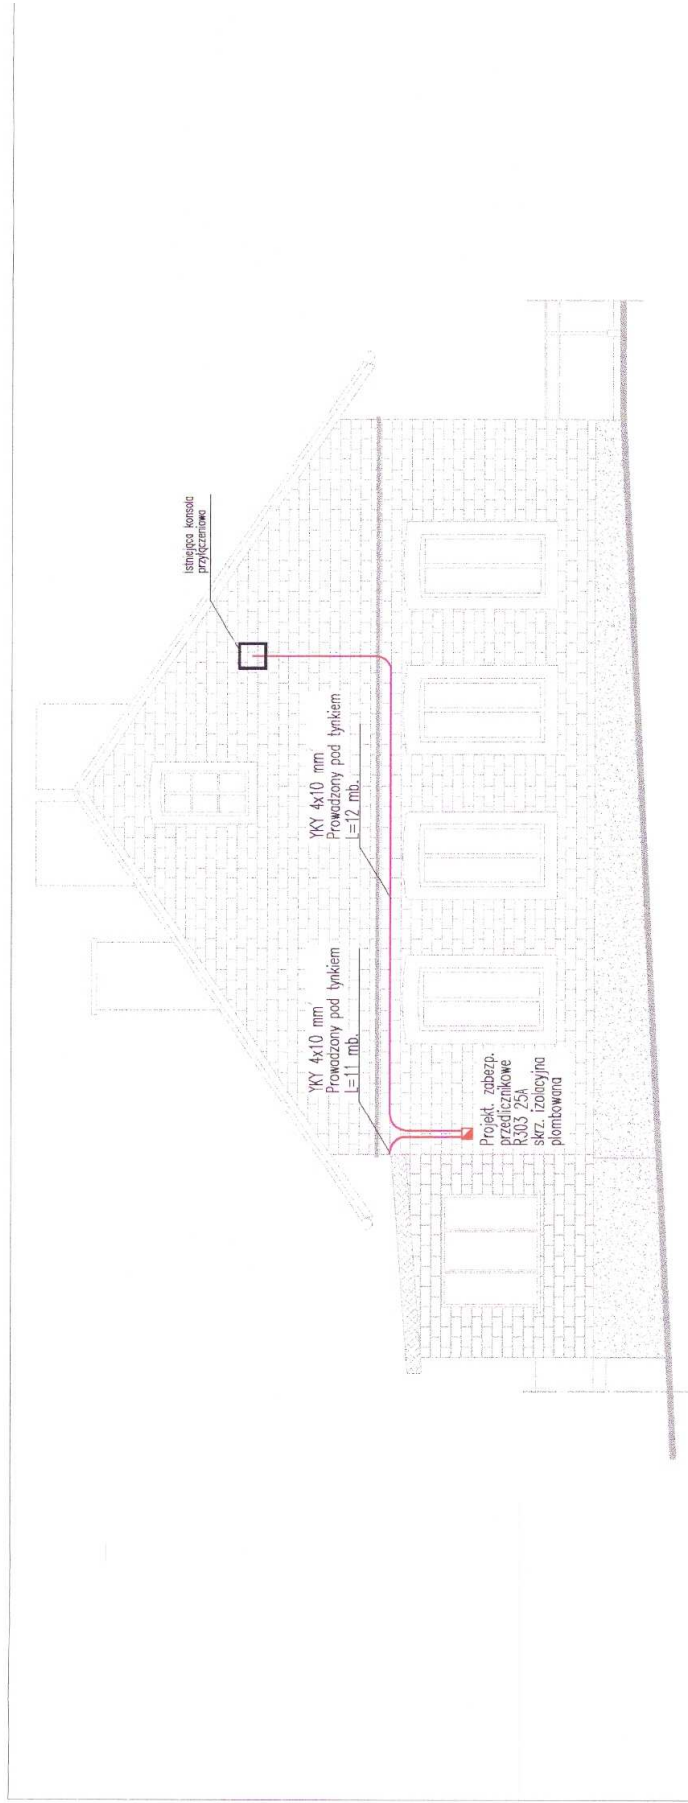 Istniejąca konsola
przyłączeniowa
YKY 4x10 mm²
Prowadzony pod tynkiem
L=12 mb.
YKY 4x10 mm²
Prowadzony pod tynkiem
L=11 mb.
Projekt. zabezp.
przedlicznikowe
R303 25A
skrz. izolacyjna
plombowana